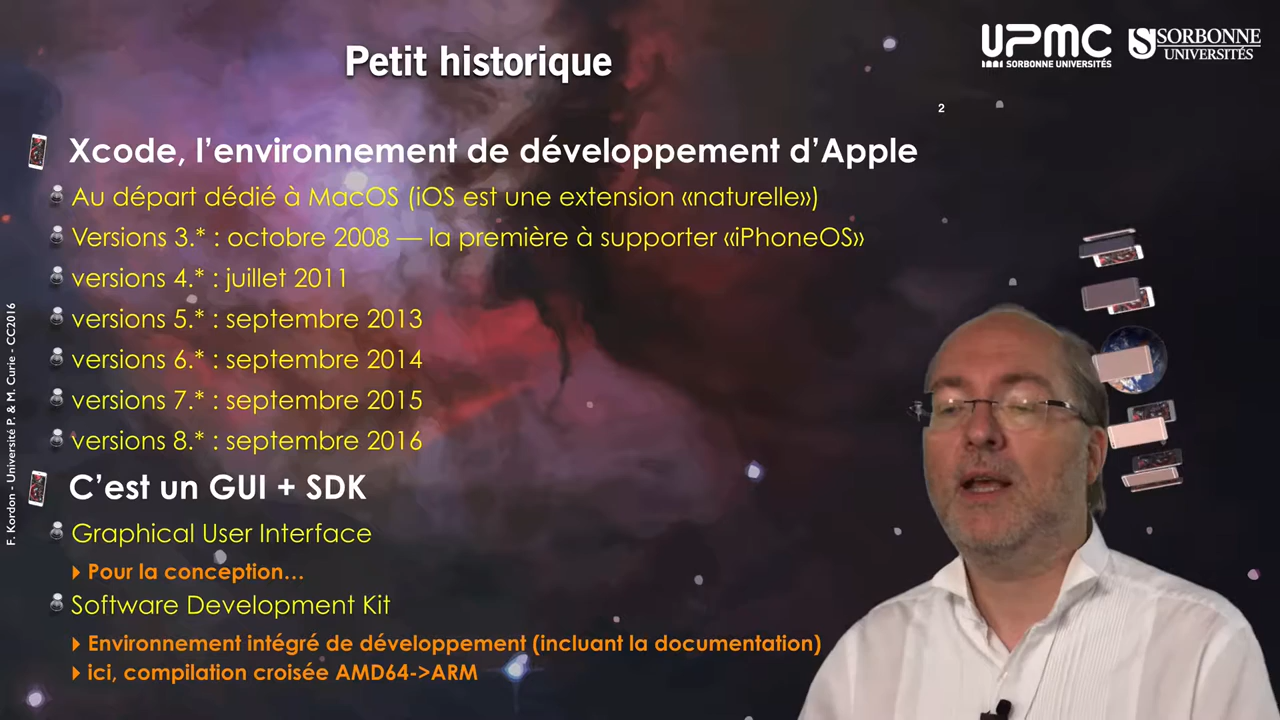 Petit historique
UPMC
SORBONNE UNIVERSITÉS
SORBONNE
UNIVERSITÉS
2
Xcode, l’environnement de développement d’Apple
Au départ dédié à MacOS (iOS est une extension «naturelle»)
Versions 3.* : octobre 2008 — la première à supporter «iPhoneOS»
versions 4.* : juillet 2011
versions 5.* : septembre 2013
versions 6.* : septembre 2014
versions 7.* : septembre 2015
versions 8.* : septembre 2016
C’est un GUI + SDK
Graphical User Interface
Pour la conception…
Software Development Kit
Environnement intégré de développement (incluant la documentation)
ici, compilation croisée AMD64->ARM
F. Kordon - Université P. & M. Curie - CC2016